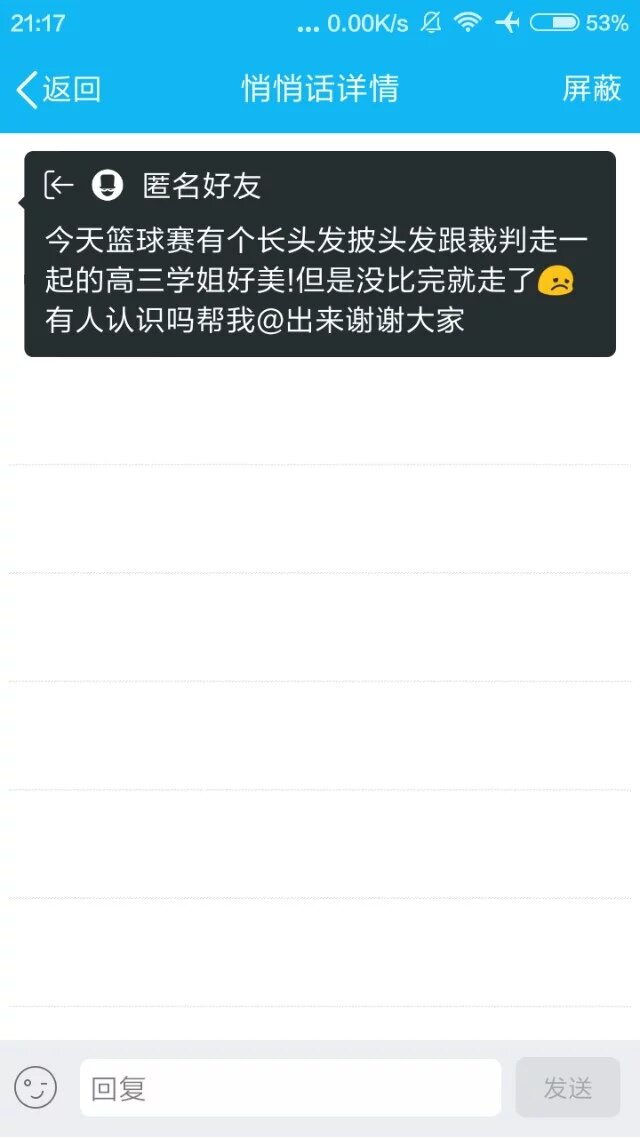 21:17 ... 0.00K/s 53%
返回 悄悄话详情 屏蔽
匿名好友
今天篮球赛有个长头发披头发跟裁判走一
起的高三学姐好美!但是没比完就走了😞
有人认识吗帮我@出来谢谢大家
回复 发送